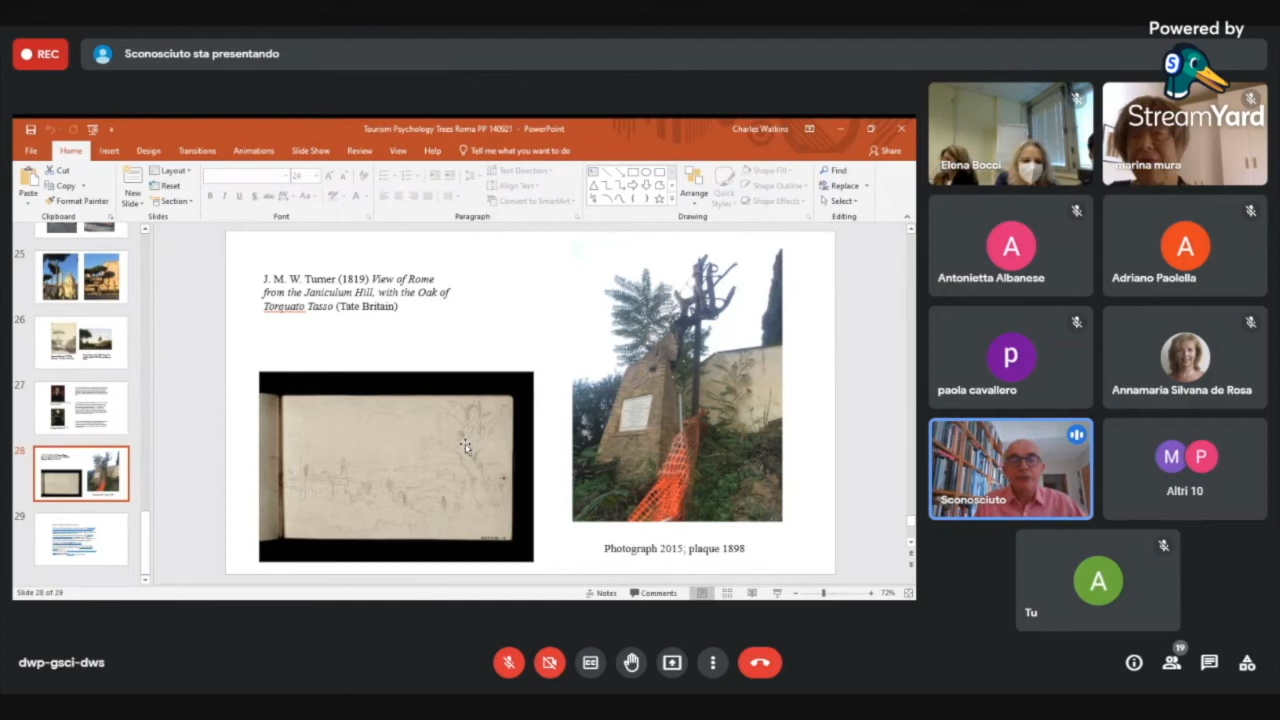 Powered by
StreamYard
REC
Sconosciuto sta presentando
Tourism Psychology Trees Roma PP 140921 - PowerPoint
Charles Watkins
File Home Insert Design Transitions Animations Slide Show Review View Help Tell me what you want to do Share
Paste
Cut
Copy
Format Painter
Clipboard
New
Slide
Layout
Reset
Section
Slides
24
B I U S abc AV Aa A
Font
Text Direction
Align Text
Convert to SmartArt
Paragraph
Arrange
Quick
Styles
Shape Fill
Shape Outline
Shape Effects
Drawing
Find
Replace
Select
Editing
25
26
27
28
29
J. M. W. Turner (1819) View of Rome
from the Janiculum Hill, with the Oak of
Torquato Tasso (Tate Britain)
Photograph 2015; plaque 1898
Slide 28 of 29
Notes
Comments
72%
Elena Bocci
marina mura
A
Antonietta Albanese
A
Adriano Paolella
p
paola cavallero
Annamaria Silvana de Rosa
Sconosciuto
M P
Altri 10
A
Tu
dwp-gsci-dws
19